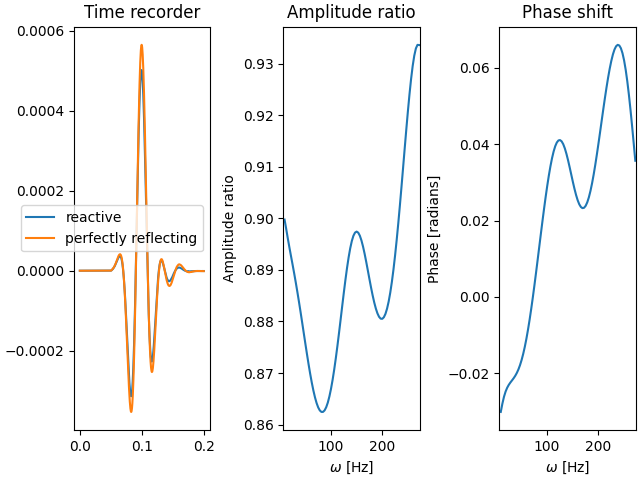 Time recorder
0.0006
0.0004
0.0002
0.0000
−0.0002
0.0
0.1
0.2
reactive
perfectly reflecting
Amplitude ratio
Amplitude ratio
0.93
0.92
0.91
0.90
0.89
0.88
0.87
0.86
100
200
ω [Hz]
Phase shift
Phase [radians]
0.06
0.04
0.02
0.00
−0.02
100
200
ω [Hz]